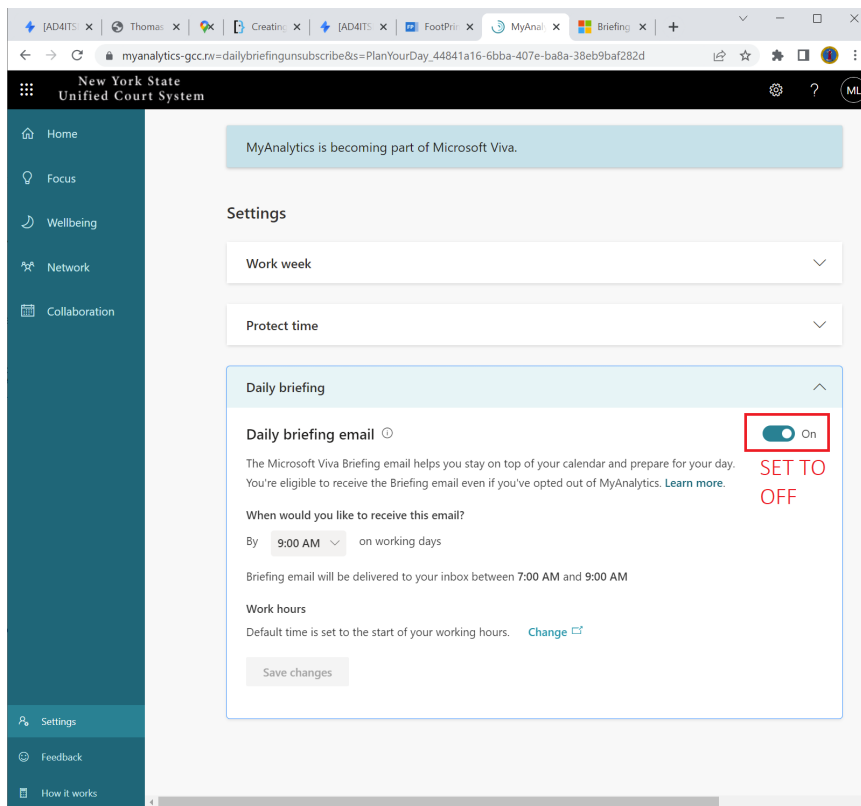 [AD4ITS
Thomas
Creating
[AD4ITS
FootPrin
MyAnaly
Briefing
myanalytics-gcc.rw=dailybriefingunsubscribe&s=PlanYourDay_44841a16-6bba-407e-ba8a-38eb9baf282d
New York State
Unified Court System
?
ML
Home
Focus
Wellbeing
Network
Collaboration
MyAnalytics is becoming part of Microsoft Viva.
Settings
Work week
Protect time
Daily briefing
Daily briefing email
On
SET TO
OFF
The Microsoft Viva Briefing email helps you stay on top of your calendar and prepare for your day.
You're eligible to receive the Briefing email even if you've opted out of MyAnalytics. Learn more.
When would you like to receive this email?
By 9:00 AM on working days
Briefing email will be delivered to your inbox between 7:00 AM and 9:00 AM
Work hours
Default time is set to the start of your working hours. Change
Save changes
Settings
Feedback
How it works